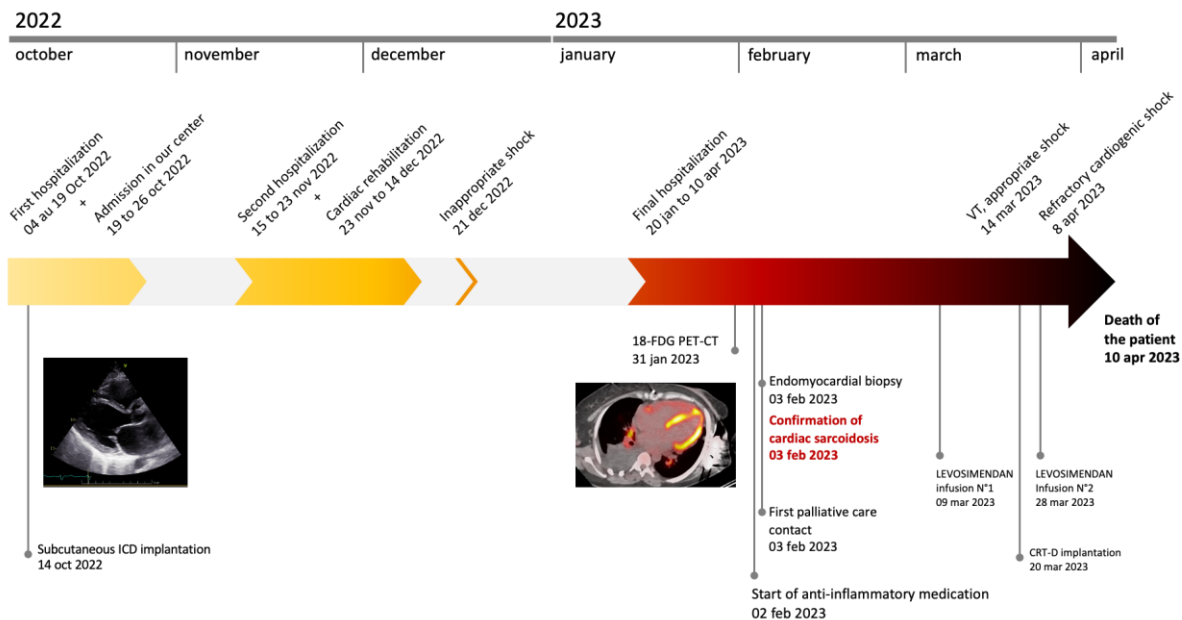 2022
2023
october
november
december
january
february
march
april
First hospitalization
04 au 19 Oct 2022
+
Admission in our center
19 to 26 oct 2022
Second hospitalization
15 to 23 nov 2022
+
Cardiac rehabilitation
23 nov to 14 dec 2022
Inappropriate shock
21 dec 2022
Final hospitalization
20 jan to 10 apr 2023
VT, appropriate shock
14 mar 2023
Refractory cardiogenic shock
8 apr 2023
Death of
the patient
10 apr 2023
18-FDG PET-CT
31 jan 2023
Endomyocardial biopsy
03 feb 2023
Confirmation of
cardiac sarcoidosis
03 feb 2023
LEVOSIMENDAN
infusion N°1
09 mar 2023
LEVOSIMENDAN
Infusion N°2
28 mar 2023
First palliative care
contact
03 feb 2023
Subcutaneous ICD implantation
14 oct 2022
CRT-D implantation
20 mar 2023
Start of anti-inflammatory medication
02 feb 2023